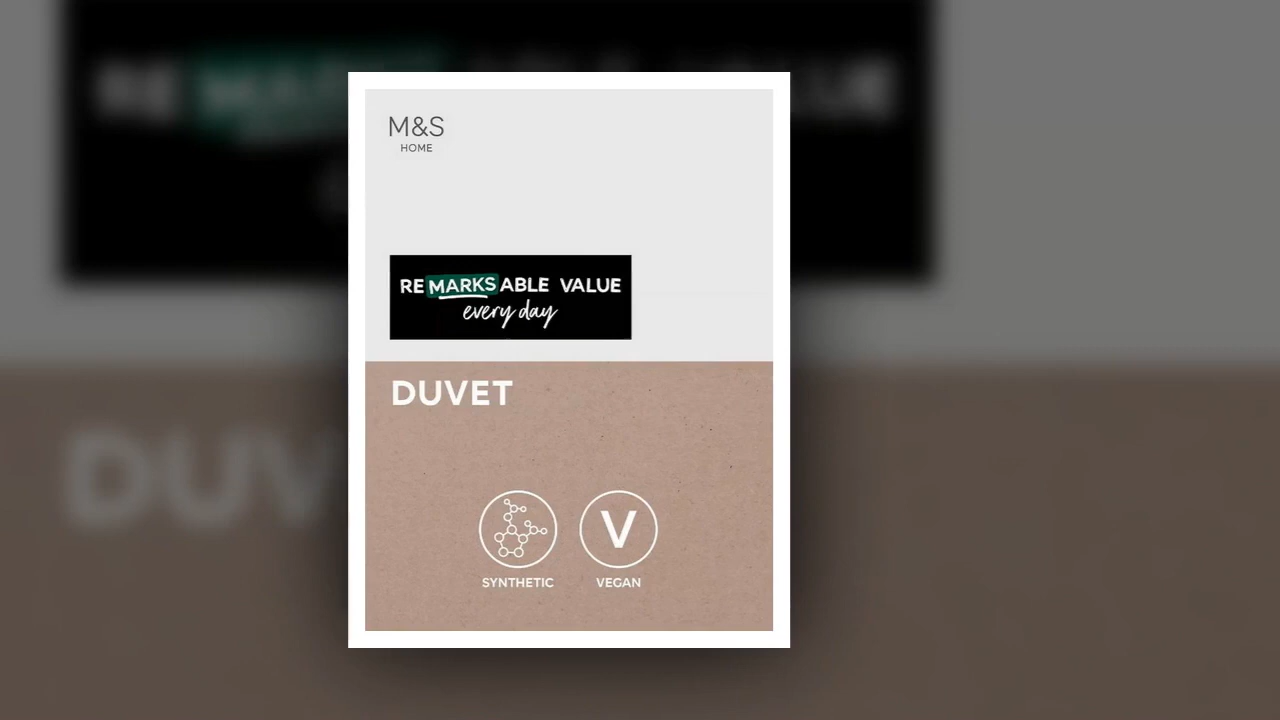 M&S
HOME
REMARKSABLE VALUE
every day
DUVET
V
SYNTHETIC
VEGAN